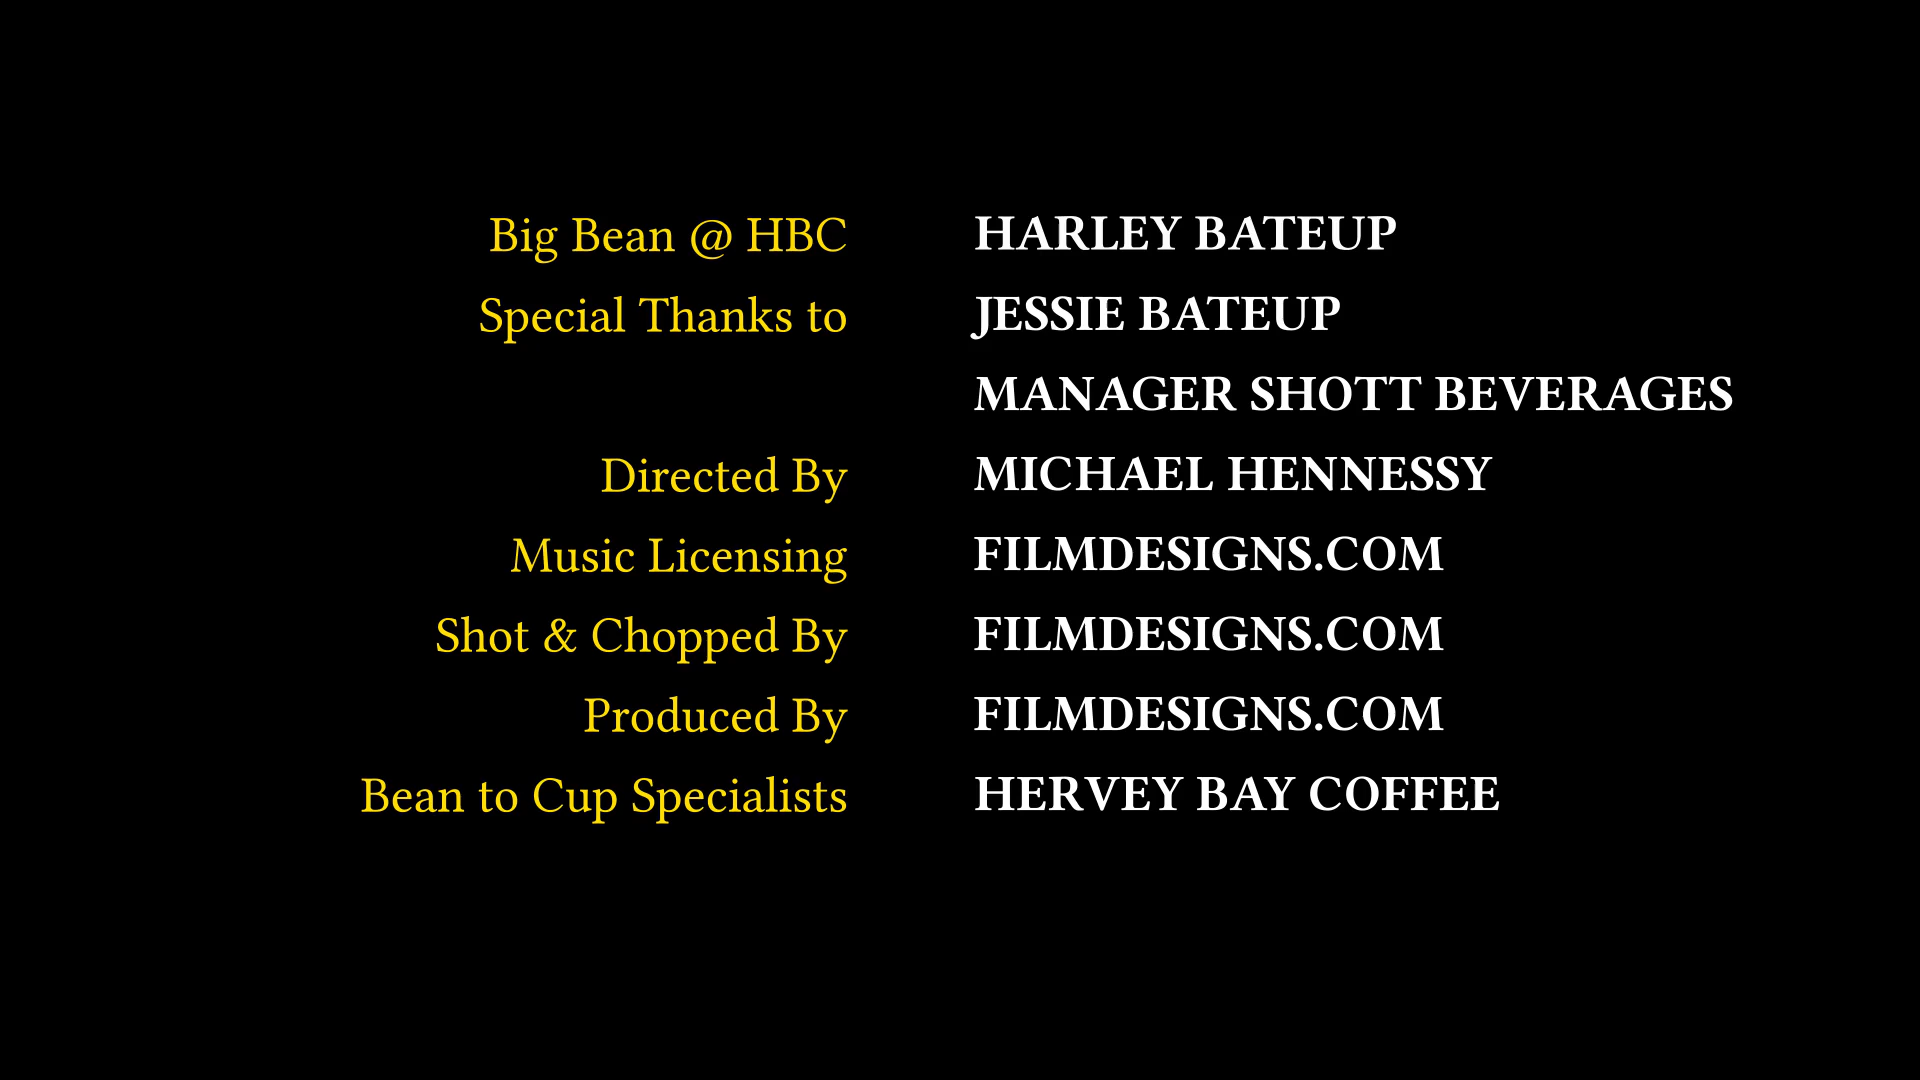 Big Bean @ HBC HARLEY BATEUP
Special Thanks to JESSIE BATEUP
MANAGER SHOTT BEVERAGES
Directed By MICHAEL HENNESSY
Music Licensing FILMDESIGNS.COM
Shot & Chopped By FILMDESIGNS.COM
Produced By FILMDESIGNS.COM
Bean to Cup Specialists HERVEY BAY COFFEE